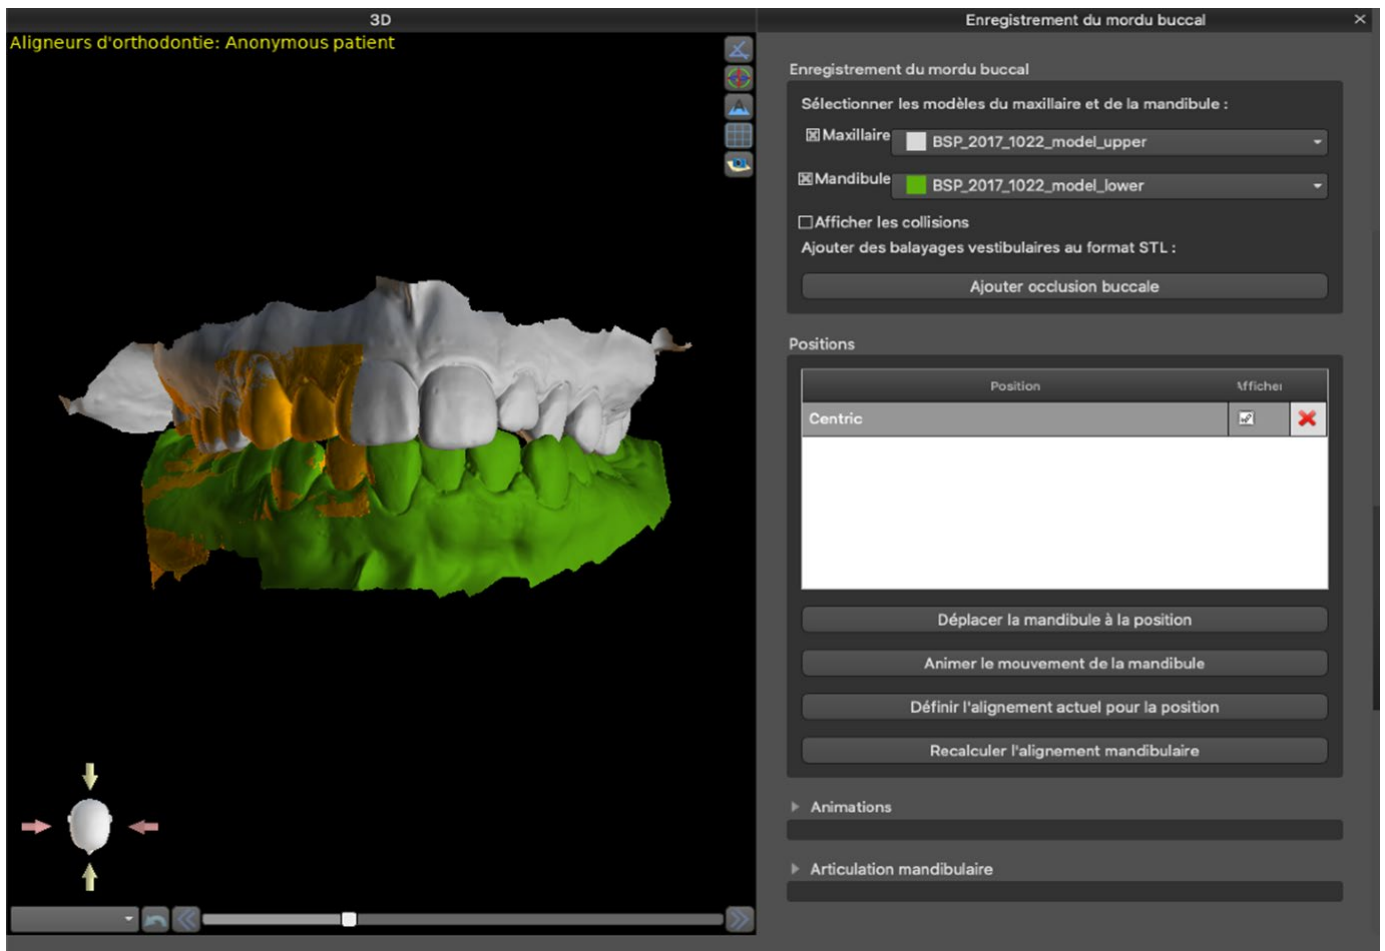 3D
Enregistrement du mordu buccal
Aligneurs d'orthodontie: Anonymous patient
Enregistrement du mordu buccal
Sélectionner les modèles du maxillaire et de la mandibule :
Maxillaire BSP_2017_1022_model_upper
Mandibule BSP_2017_1022_model_lower
Afficher les collisions
Ajouter des balayages vestibulaires au format STL :
Ajouter occlusion buccale
Positions
Position
Centric
Déplacer la mandibule à la position
Animer le mouvement de la mandibule
Définir l'alignement actuel pour la position
Recalculer l'alignement mandibulaire
Animations
Articulation mandibulaire